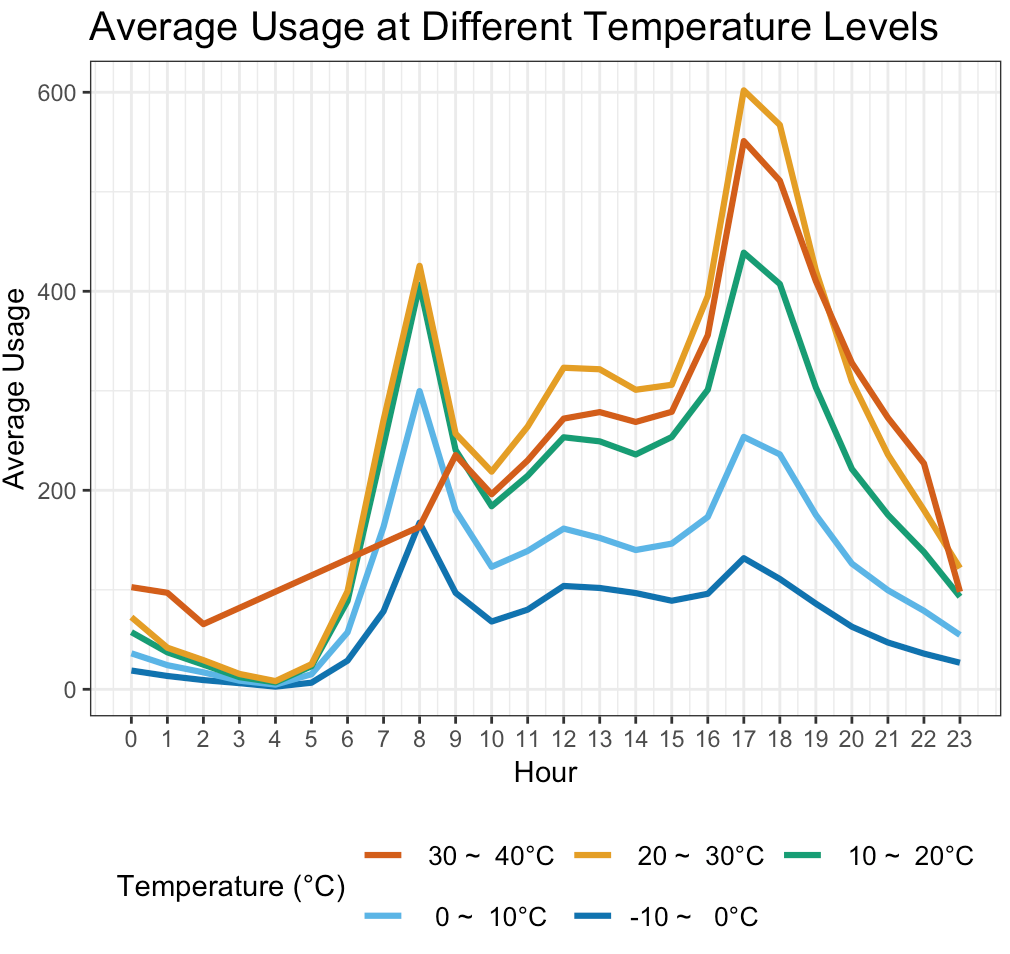 Average Usage at Different Temperature Levels
600
400
200
0
Average Usage
0 1 2 3 4 5 6 7 8 9 10 11 12 13 14 15 16 17 18 19 20 21 22 23
Hour
Temperature (°C)
30 ~ 40°C 20 ~ 30°C 10 ~ 20°C
0 ~ 10°C -10 ~ 0°C